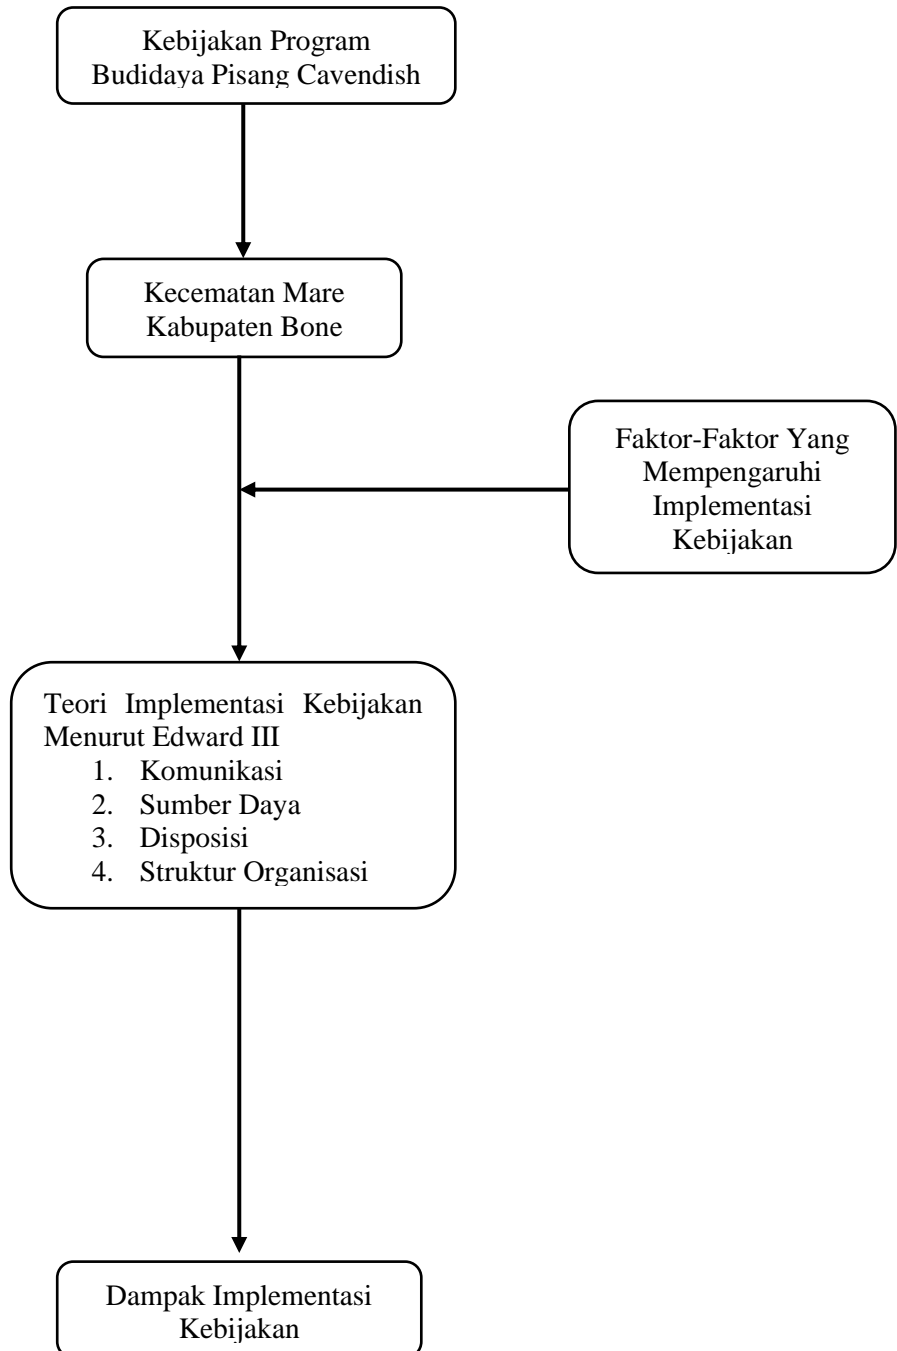 Kebijakan Program
Budidaya Pisang Cavendish
Kecematan Mare
Kabupaten Bone
Faktor-Faktor Yang
Mempengaruhi
Implementasi
Kebijakan
Teori Implementasi Kebijakan
Menurut Edward III
1. Komunikasi
2. Sumber Daya
3. Disposisi
4. Struktur Organisasi
Dampak Implementasi
Kebijakan